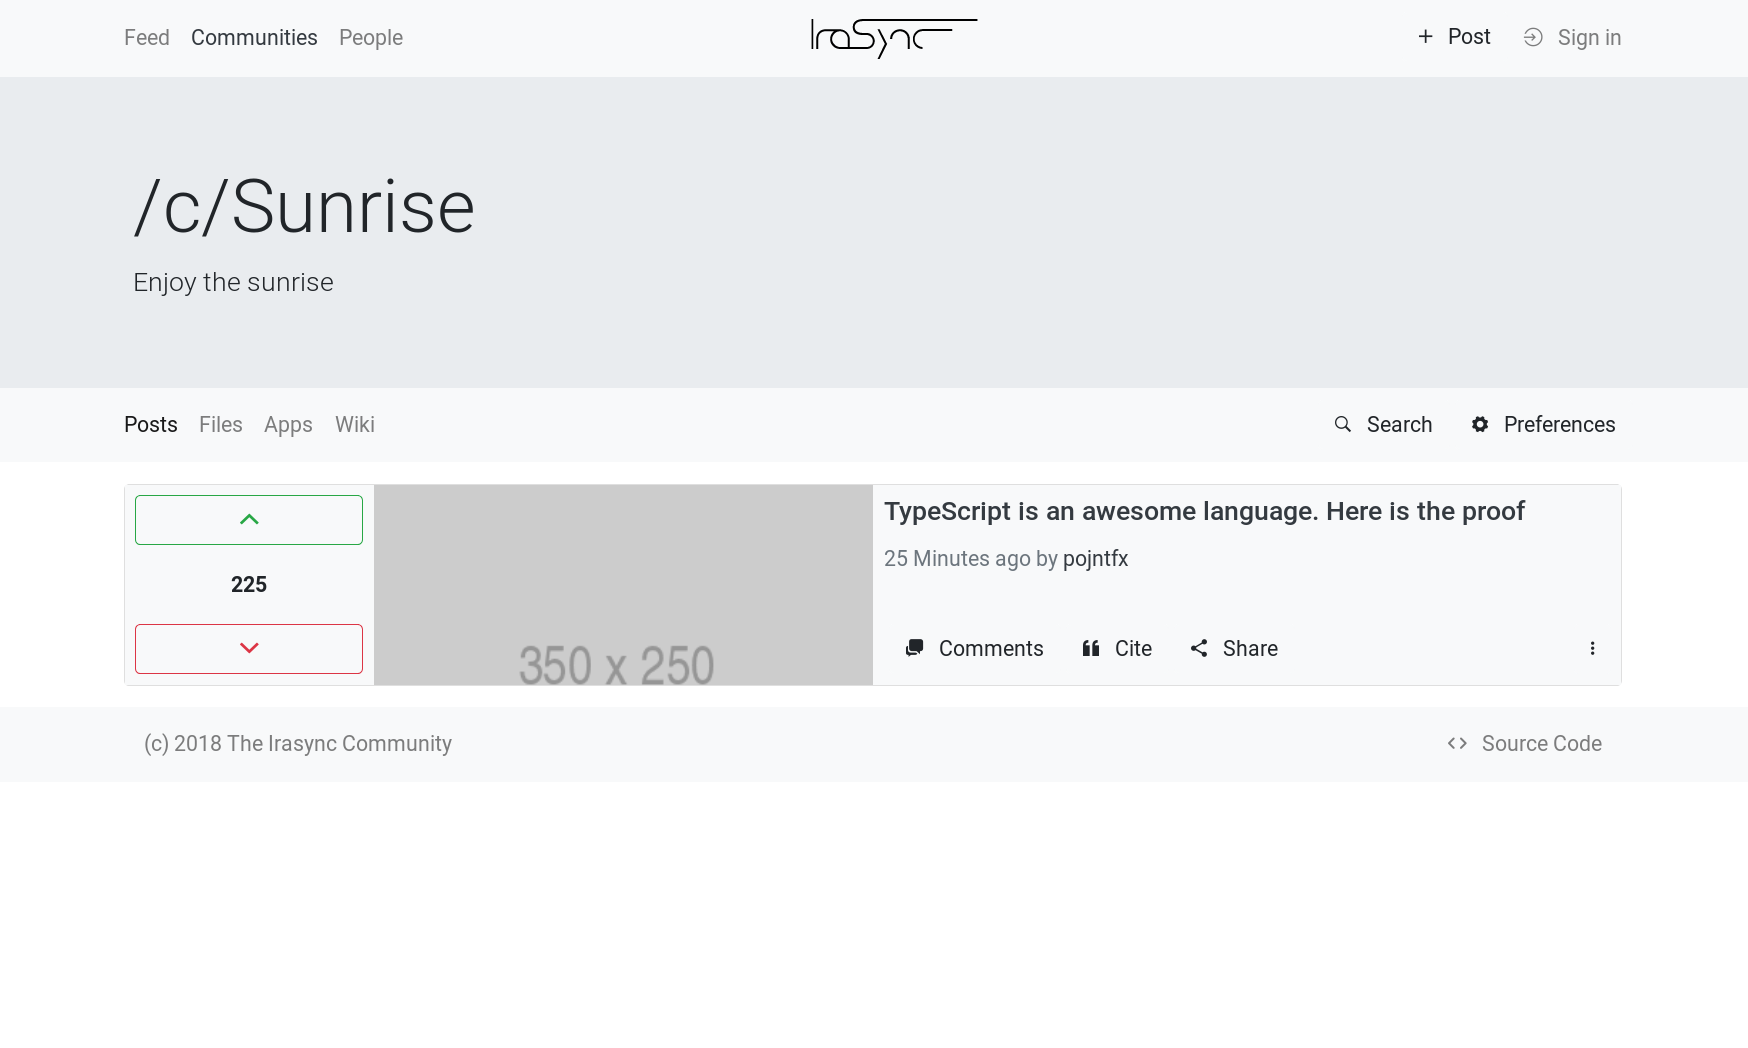 Feed Communities People IraSync Post Sign in
/c/Sunrise
Enjoy the sunrise
Posts Files Apps Wiki Search Preferences
TypeScript is an awesome language. Here is the proof
25 Minutes ago by pojntfx
225
350 x 250
Comments Cite Share
(c) 2018 The Irasync Community Source Code